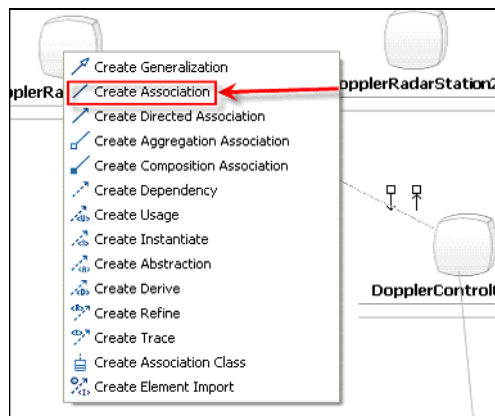 Create Generalization
Create Association
Create Directed Association
Create Aggregation Association
Create Composition Association
Create Dependency
Create Usage
Create Instantiate
Create Abstraction
Create Derive
Create Refine
Create Trace
Create Association Class
Create Element Import
plerRa
opplerRadarStation2
DopplerControl